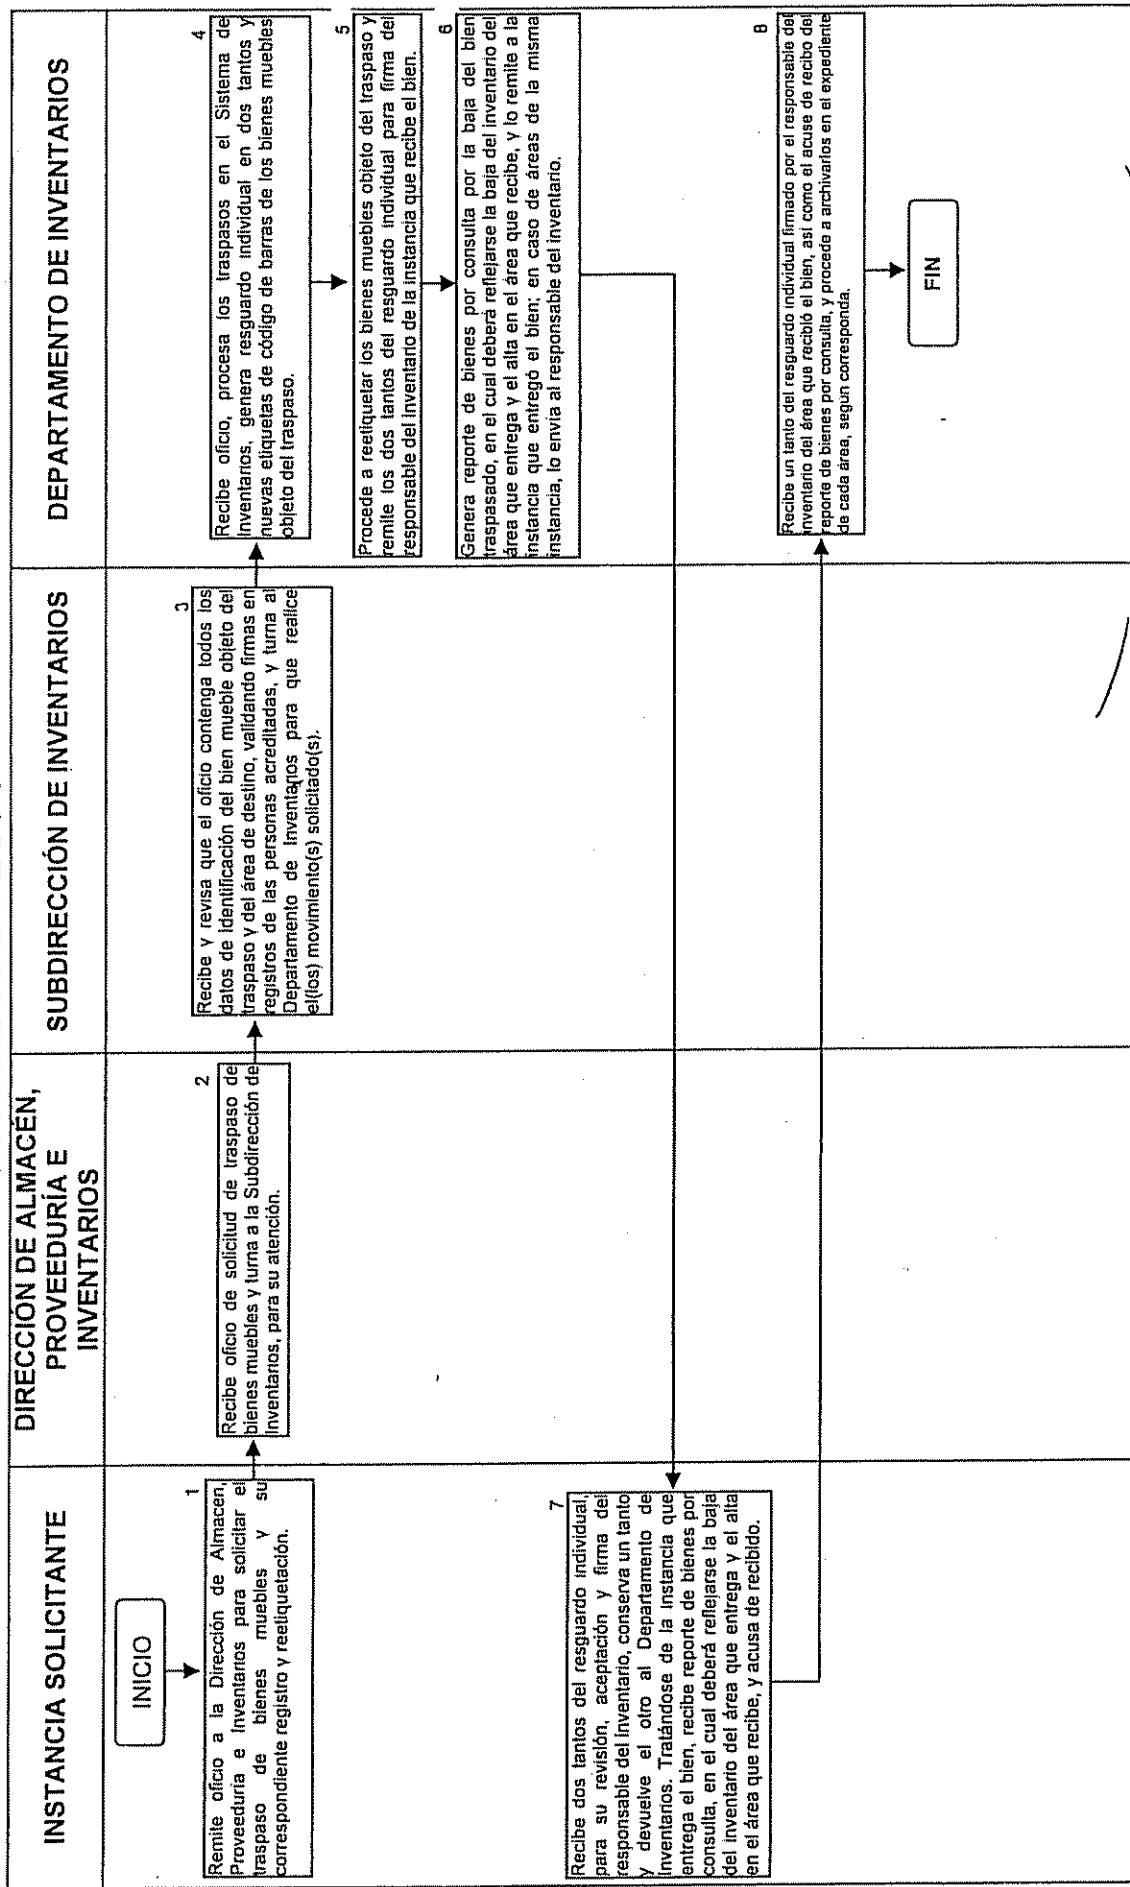 INSTANCIA SOLICITANTE
DIRECCIÓN DE ALMACÉN,
PROVEEDURÍA E
INVENTARIOS
SUBDIRECCIÓN DE INVENTARIOS
DEPARTAMENTO DE INVENTARIOS
INICIO
1
Remite oficio a la Dirección de Almacén,
Proveeduría e Inventarios para solicitar el
traspaso de bienes muebles y su
correspondiente registro y reetiquetación.
2
Recibe oficio de solicitud de traspaso de
bienes muebles y turna a la Subdirección de
Inventarios, para su atención.
3
Recibe y revisa que el oficio contenga todos los
datos de identificación del bien mueble objeto del
traspaso y del área de destino, validando firmas en
registros de las personas acreditadas, y turna al
Departamento de Inventarios para que realice
el(los) movimiento(s) solicitado(s).
4
Recibe oficio, procesa los traspasos en el Sistema de
Inventarios, genera resguardo individual en dos tantos y
nuevas etiquetas de código de barras de los bienes muebles
objeto del traspaso.
5
Procede a reetiquetar los bienes muebles objeto del traspaso y
remite los dos tantos del resguardo individual para firma del
responsable del inventario de la instancia que recibe el bien.
6
Genera reporte de bienes por consulta por la baja del bien
traspasado, en el cual deberá reflejarse la baja del inventario del
área que entrega y el alta en el área que recibe, y lo remite a la
instancia que entregó el bien; en caso de áreas de la misma
instancia, lo envía al responsable del inventario.
7
Recibe dos tantos del resguardo individual,
para su revisión, aceptación y firma del
responsable del inventario, conserva un tanto
y devuelve el otro al Departamento de
Inventarios. Tratándose de la Instancia que
entrega el bien, recibe reporte de bienes por
consulta, en el cual deberá reflejarse la baja
del inventario del área que entrega y el alta
en el área que recibe, y acusa de recibido.
8
Recibe un tanto del resguardo individual firmado por el responsable del
inventario del área que recibió el bien, así como el acuse de recibo del
reporte de bienes por consulta, y procede a archivarlos en el expediente
de cada área, segun corresponda.
FIN